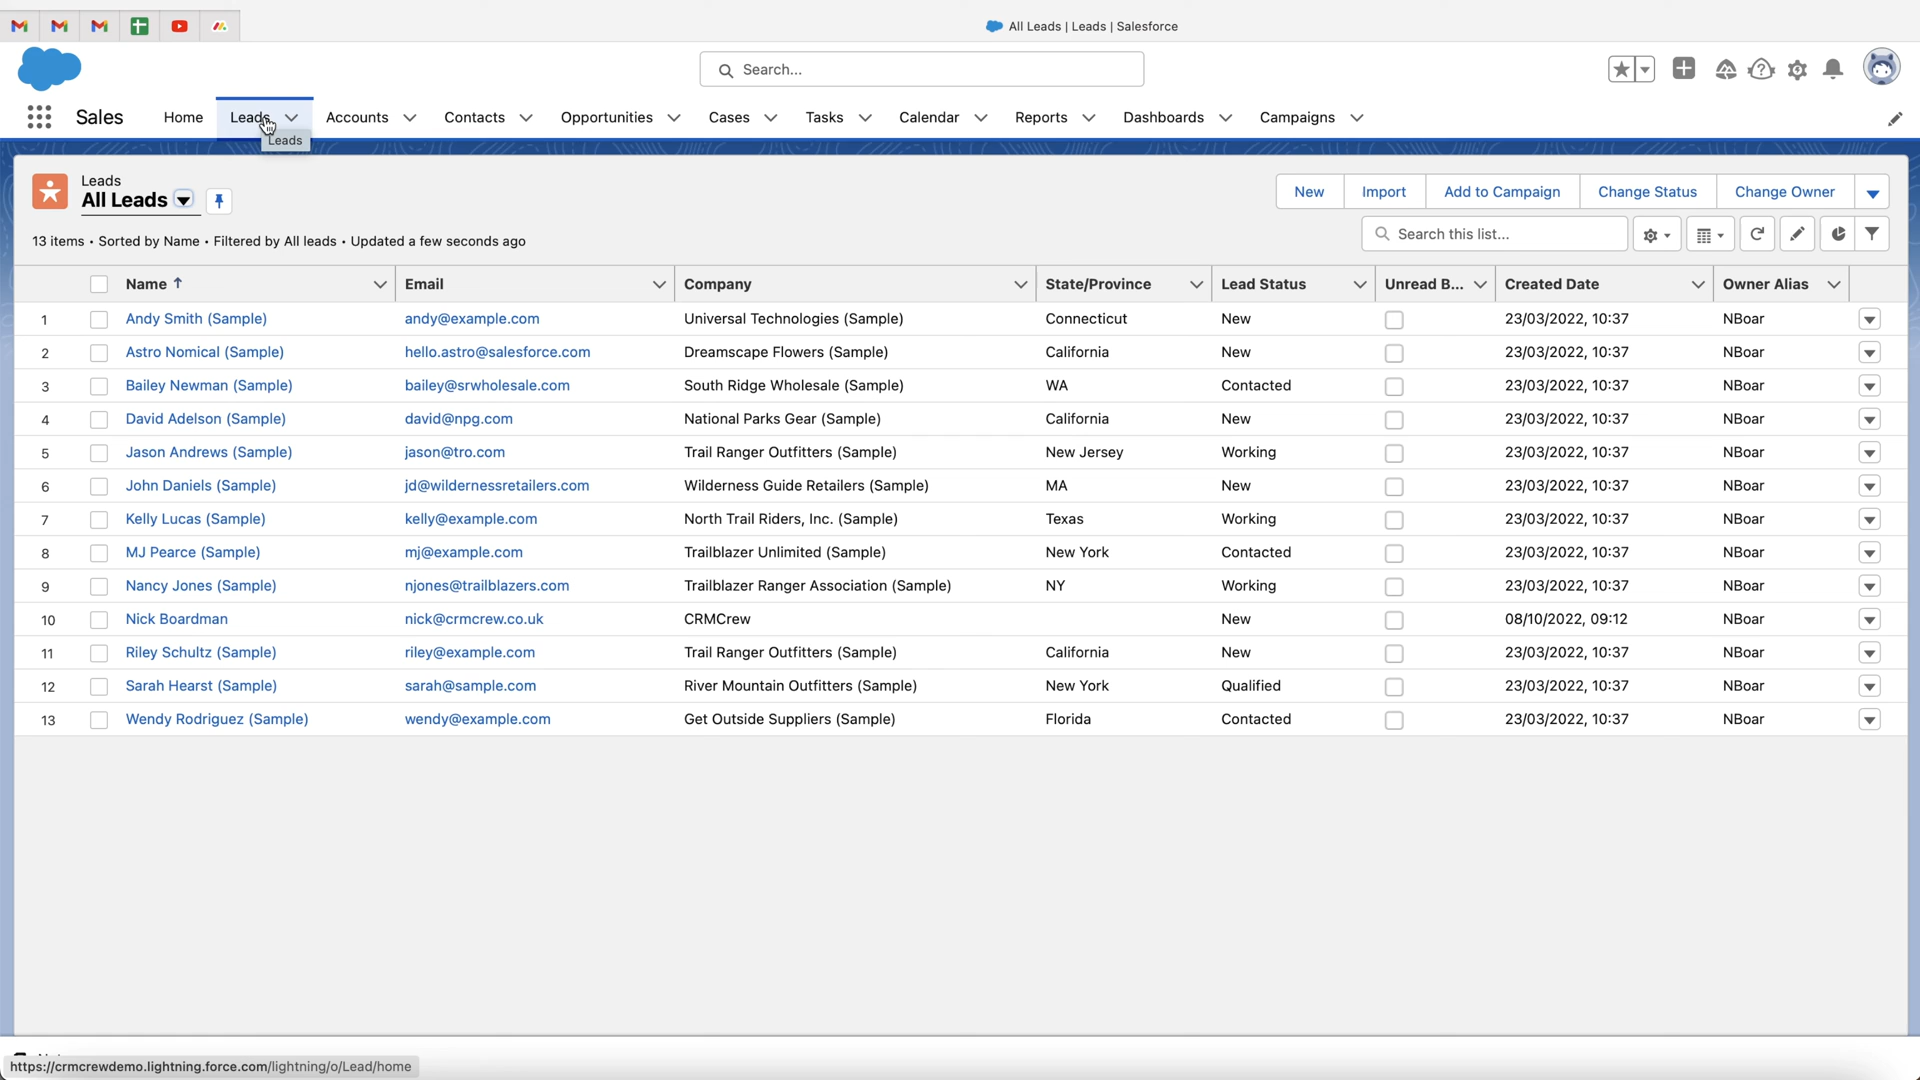 All Leads | Leads | Salesforce
Search...
Sales Home Leads Accounts Contacts Opportunities Cases Tasks Calendar Reports Dashboards Campaigns
Leads
Leads
All Leads
New Import Add to Campaign Change Status Change Owner
13 items • Sorted by Name • Filtered by All leads • Updated a few seconds ago
Search this list...
Name Email Company State/Province Lead Status Unread B... Created Date Owner Alias
1 Andy Smith (Sample) andy@example.com Universal Technologies (Sample) Connecticut New 23/03/2022, 10:37 NBoar
2 Astro Nomical (Sample) hello.astro@salesforce.com Dreamscape Flowers (Sample) California New 23/03/2022, 10:37 NBoar
3 Bailey Newman (Sample) bailey@srwholesale.com South Ridge Wholesale (Sample) WA Contacted 23/03/2022, 10:37 NBoar
4 David Adelson (Sample) david@npg.com National Parks Gear (Sample) California New 23/03/2022, 10:37 NBoar
5 Jason Andrews (Sample) jason@tro.com Trail Ranger Outfitters (Sample) New Jersey Working 23/03/2022, 10:37 NBoar
6 John Daniels (Sample) jd@wildernessretailers.com Wilderness Guide Retailers (Sample) MA New 23/03/2022, 10:37 NBoar
7 Kelly Lucas (Sample) kelly@example.com North Trail Riders, Inc. (Sample) Texas Working 23/03/2022, 10:37 NBoar
8 MJ Pearce (Sample) mj@example.com Trailblazer Unlimited (Sample) New York Contacted 23/03/2022, 10:37 NBoar
9 Nancy Jones (Sample) njones@trailblazers.com Trailblazer Ranger Association (Sample) NY Working 23/03/2022, 10:37 NBoar
10 Nick Boardman nick@crmcrew.co.uk CRMCrew New 08/10/2022, 09:12 NBoar
11 Riley Schultz (Sample) riley@example.com Trail Ranger Outfitters (Sample) California New 23/03/2022, 10:37 NBoar
12 Sarah Hearst (Sample) sarah@sample.com River Mountain Outfitters (Sample) New York Qualified 23/03/2022, 10:37 NBoar
13 Wendy Rodriguez (Sample) wendy@example.com Get Outside Suppliers (Sample) Florida Contacted 23/03/2022, 10:37 NBoar
https://crmcrewdemo.lightning.force.com/lightning/o/Lead/home